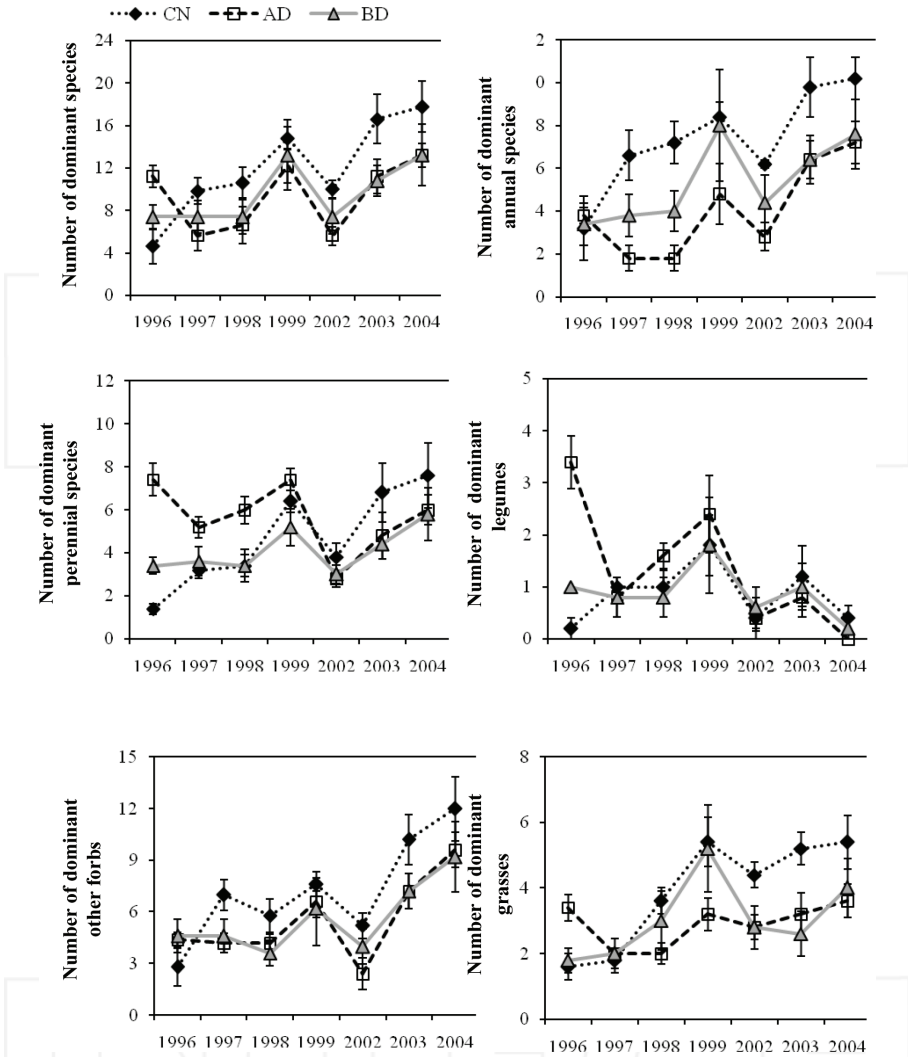 CN AD BD
Number of dominant species
24
20
16
12
8
4
0
1996 1997 1998 1999 2002 2003 2004
Number of dominant
annual species
2
0
8
6
4
2
0
1996 1997 1998 1999 2002 2003 2004
Number of dominant
perennial species
12
10
8
6
4
2
0
1996 1997 1998 1999 2002 2003 2004
Number of dominant
legumes
5
4
3
2
1
0
1996 1997 1998 1999 2002 2003 2004
Number of dominant
other forbs
15
12
9
6
3
0
1996 1997 1998 1999 2002 2003 2004
Number of dominant
grasses
8
6
4
2
0
1996 1997 1998 1999 2002 2003 2004